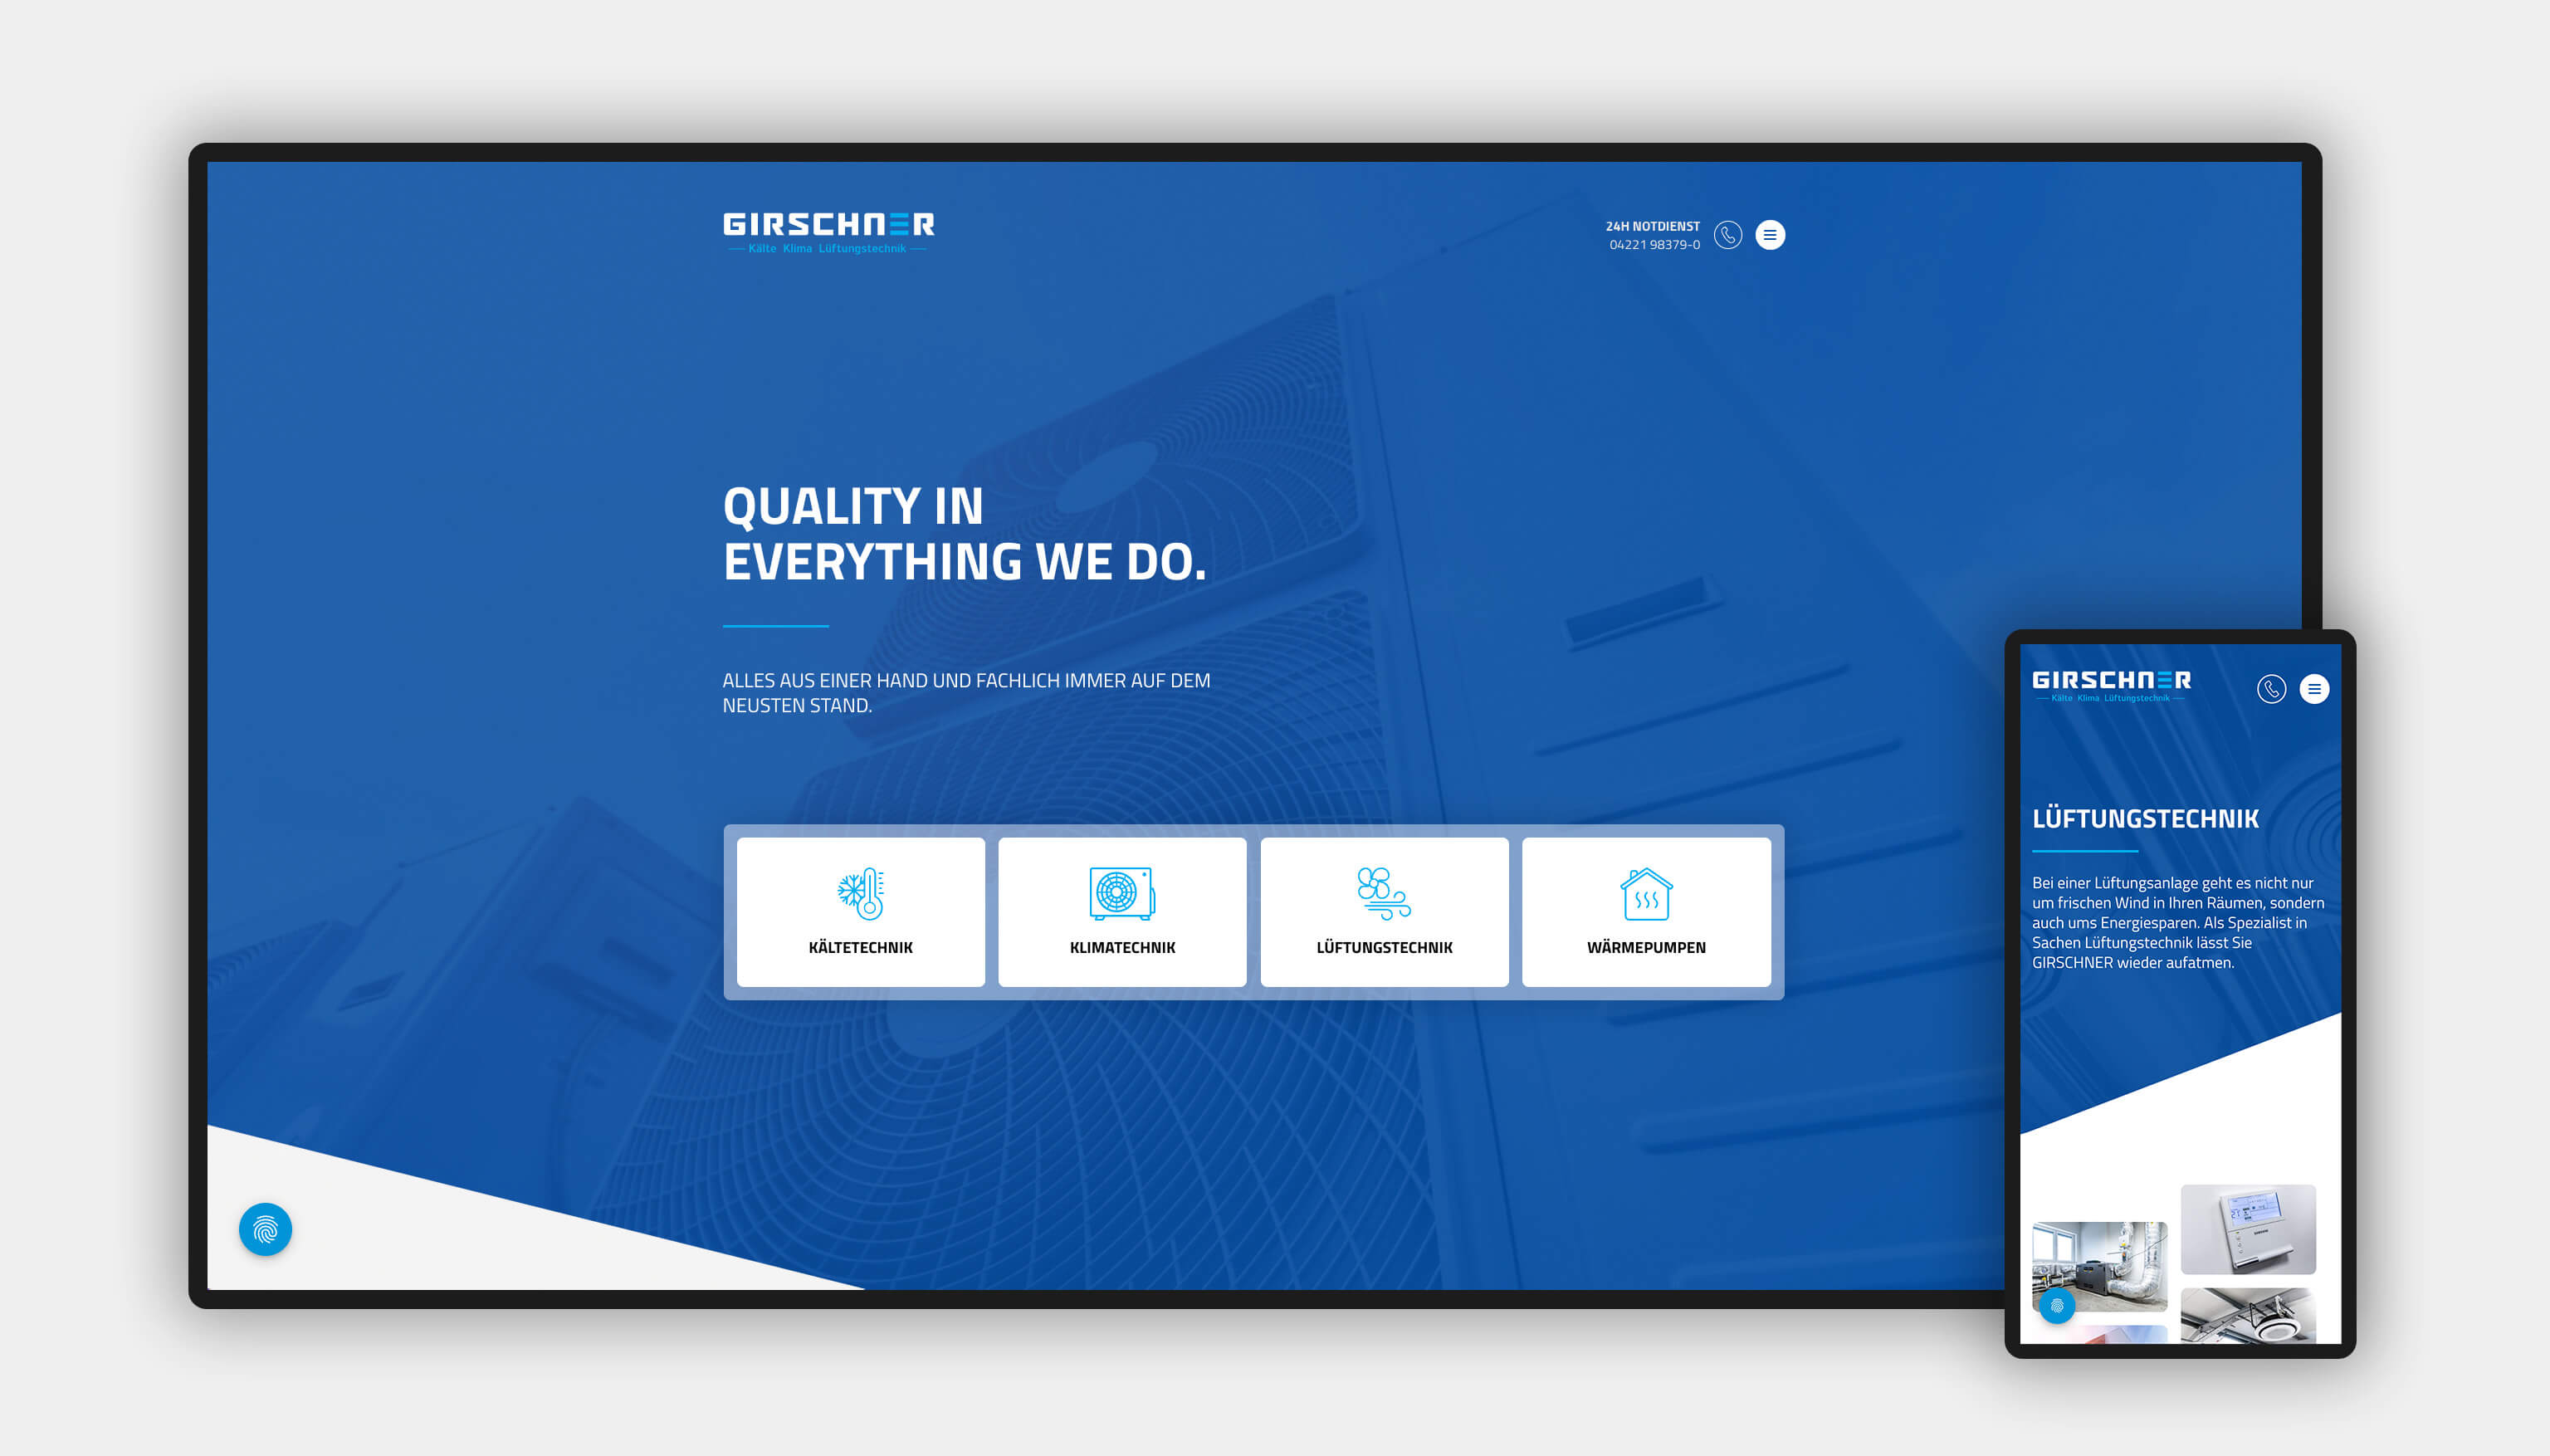 GIRSCHNER
Kälte Klima Lüftungstechnik
24H NOTDIENST
04221 98379-0
QUALITY IN
EVERYTHING WE DO.
ALLES AUS EINER HAND UND FACHLICH IMMER AUF DEM
NEUSTEN STAND.
KÄLTETECHNIK
KLIMATECHNIK
LÜFTUNGSTECHNIK
WÄRMEPUMPEN
GIRSCHNER
Kälte Klima Lüftungstechnik
LÜFTUNGSTECHNIK
Bei einer Lüftungsanlage geht es nicht nur
um frischen Wind in Ihren Räumen, sondern
auch ums Energiesparen. Als Spezialist in
Sachen Lüftungstechnik lässt Sie
GIRSCHNER wieder aufatmen.